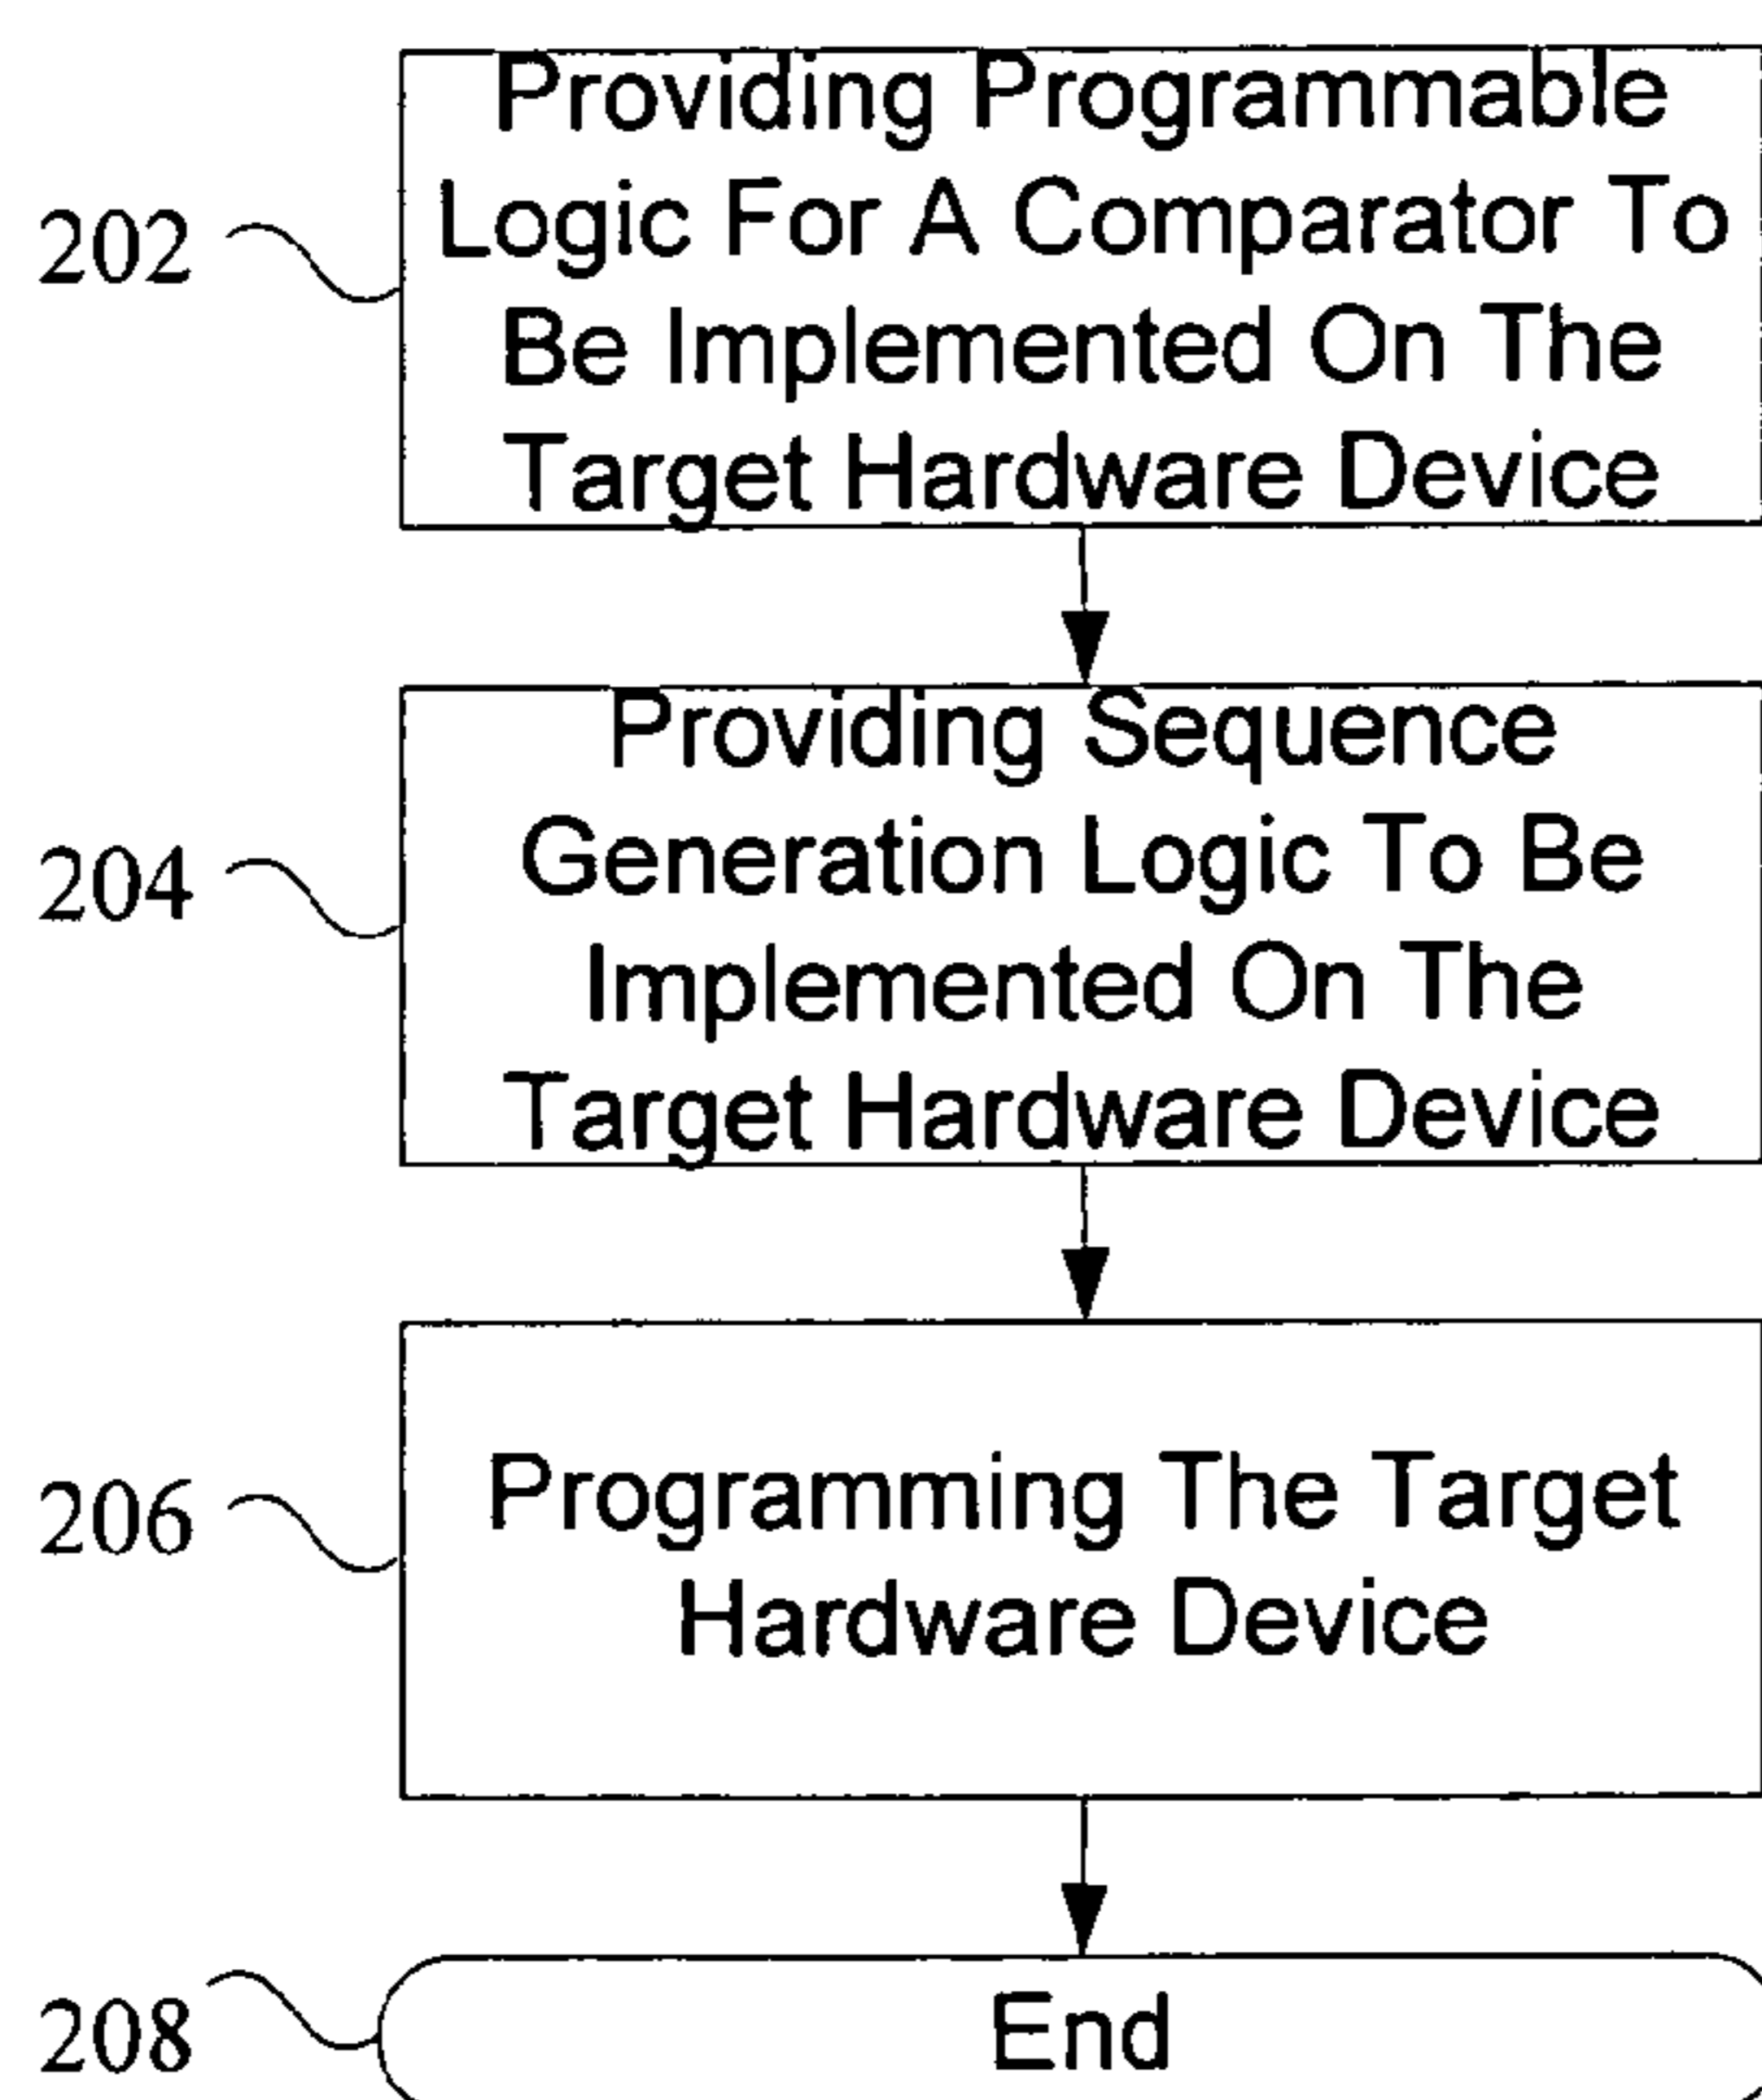 Providing Programmable
Logic For A Comparator To
Be Implemented On The
Target Hardware Device
202
Providing Sequence
Generation Logic To Be
Implemented On The
Target Hardware Device
204
Programming The Target
Hardware Device
206
End
208